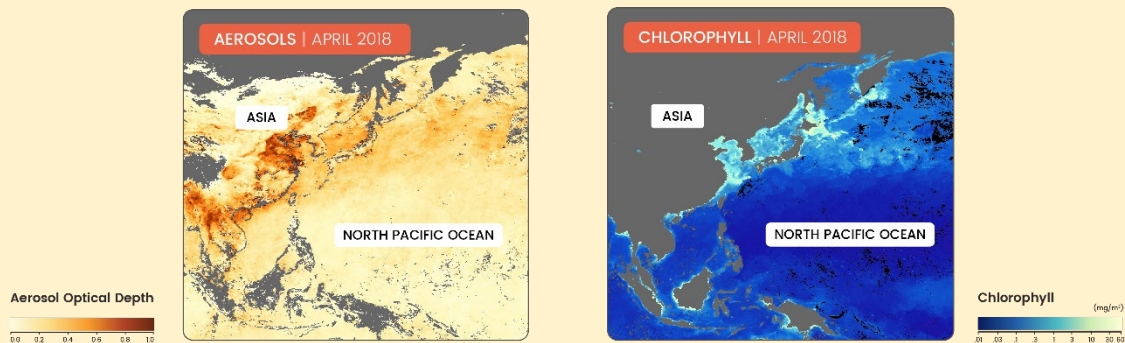 AEROSOLS | APRIL 2018
ASIA
NORTH PACIFIC OCEAN
Aerosol Optical Depth
0.0 0.2 0.4 0.6 0.8 1.0
CHLOROPHYLL | APRIL 2018
ASIA
NORTH PACIFIC OCEAN
Chlorophyll
(mg/m³)
.01 .03 .1 .3 1 3 10 30 60